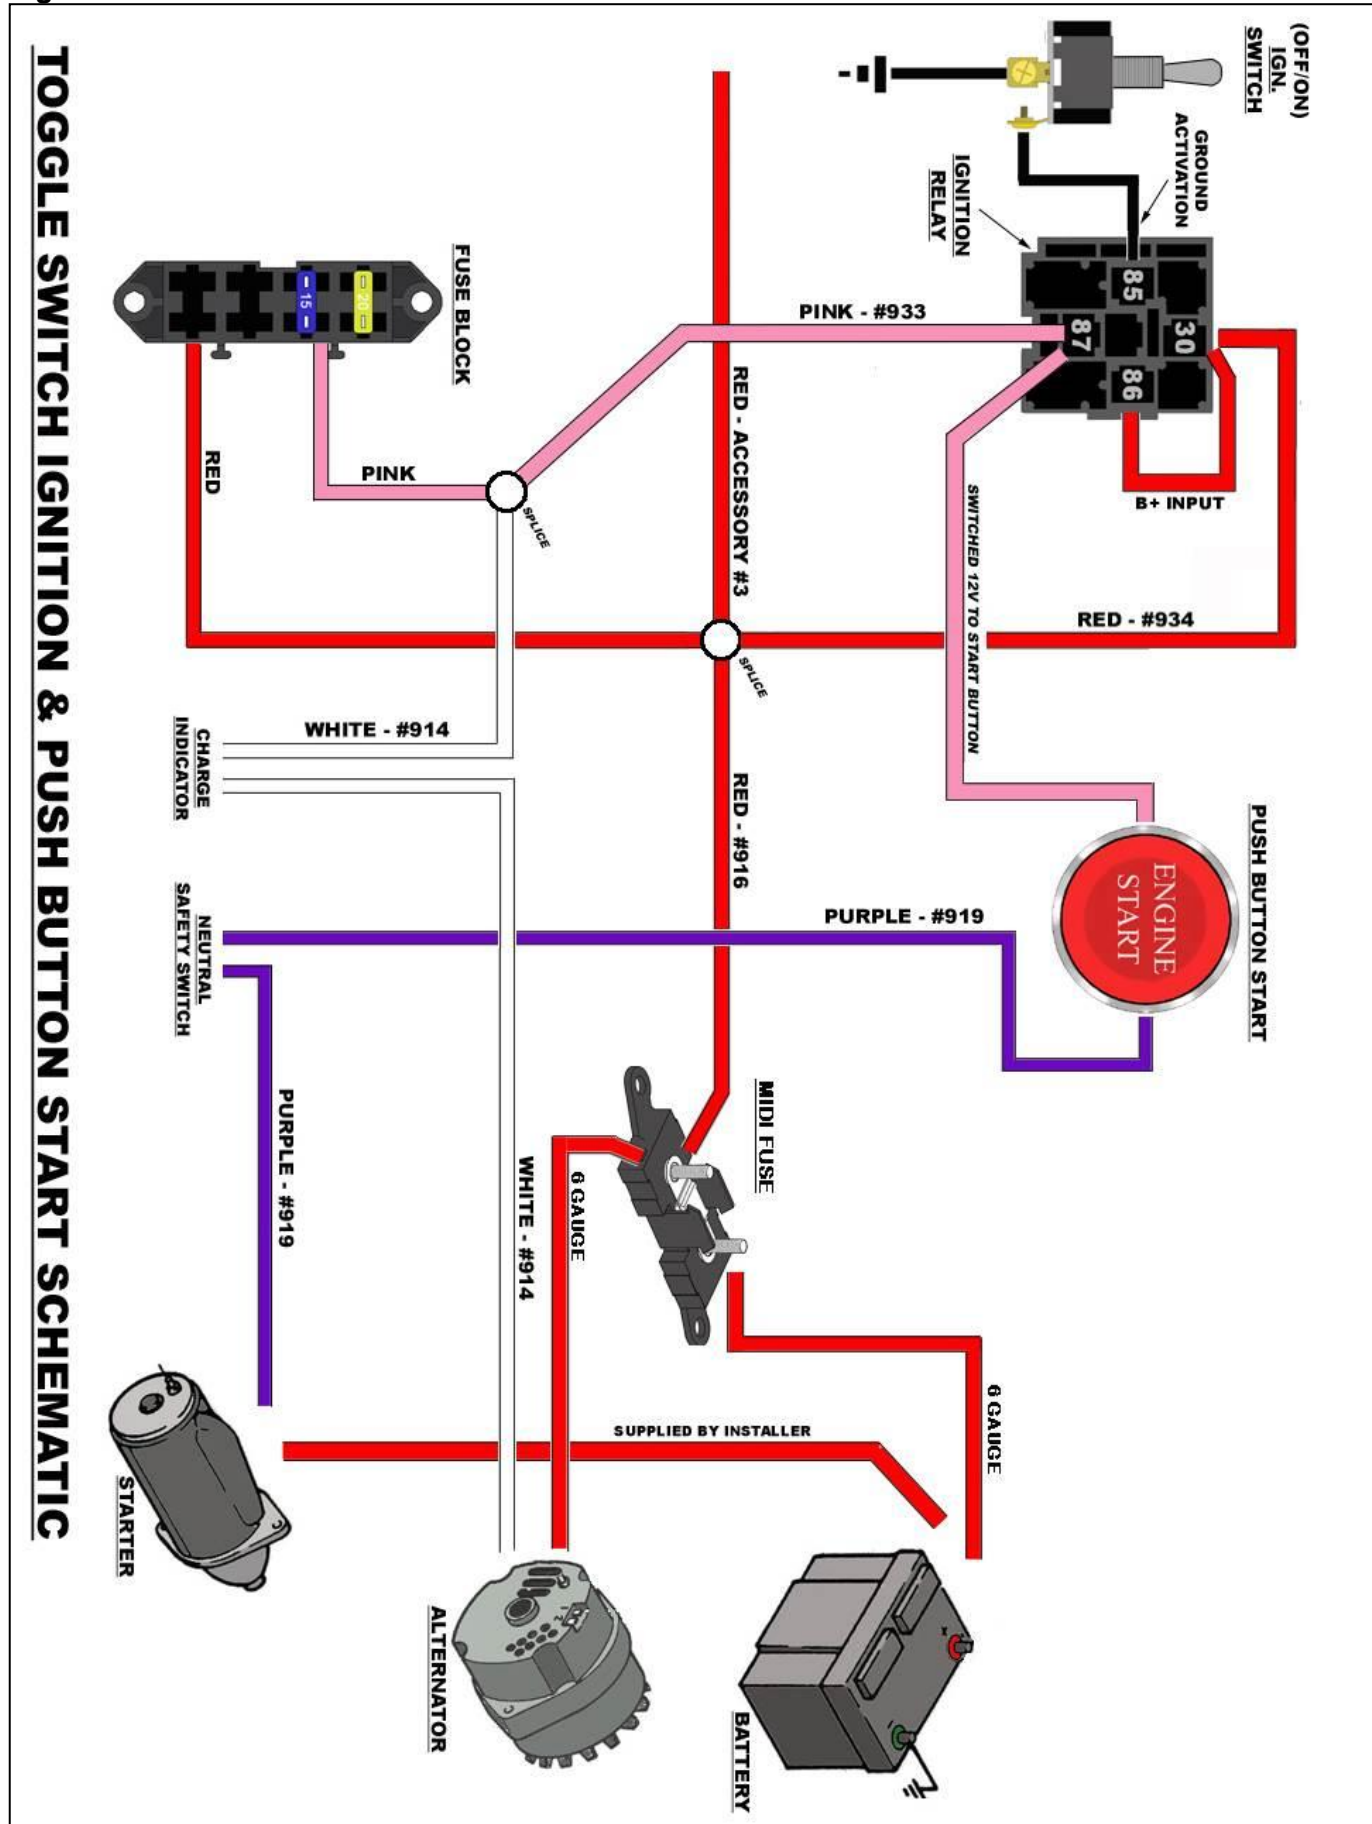 TOGGLE SWITCH IGNITION & PUSH BUTTON START SCHEMATIC
(OFF/ON)
IGN.
SWITCH
GROUND
ACTIVATION
IGNITION
RELAY
85
30
87
86
B+ INPUT
PINK - #933
FUSE BLOCK
20
15
RED
PINK
SPLICE
RED - ACCESSORY #3
SWITCHED 12V TO START BUTTON
RED - #934
SPLICE
WHITE - #914
CHARGE
INDICATOR
RED - #916
PUSH BUTTON START
ENGINE
START
PURPLE - #919
NEUTRAL
SAFETY SWITCH
PURPLE - #919
MIDI FUSE
6 GAUGE
WHITE - #914
6 GAUGE
SUPPLIED BY INSTALLER
STARTER
ALTERNATOR
1
2
BATTERY